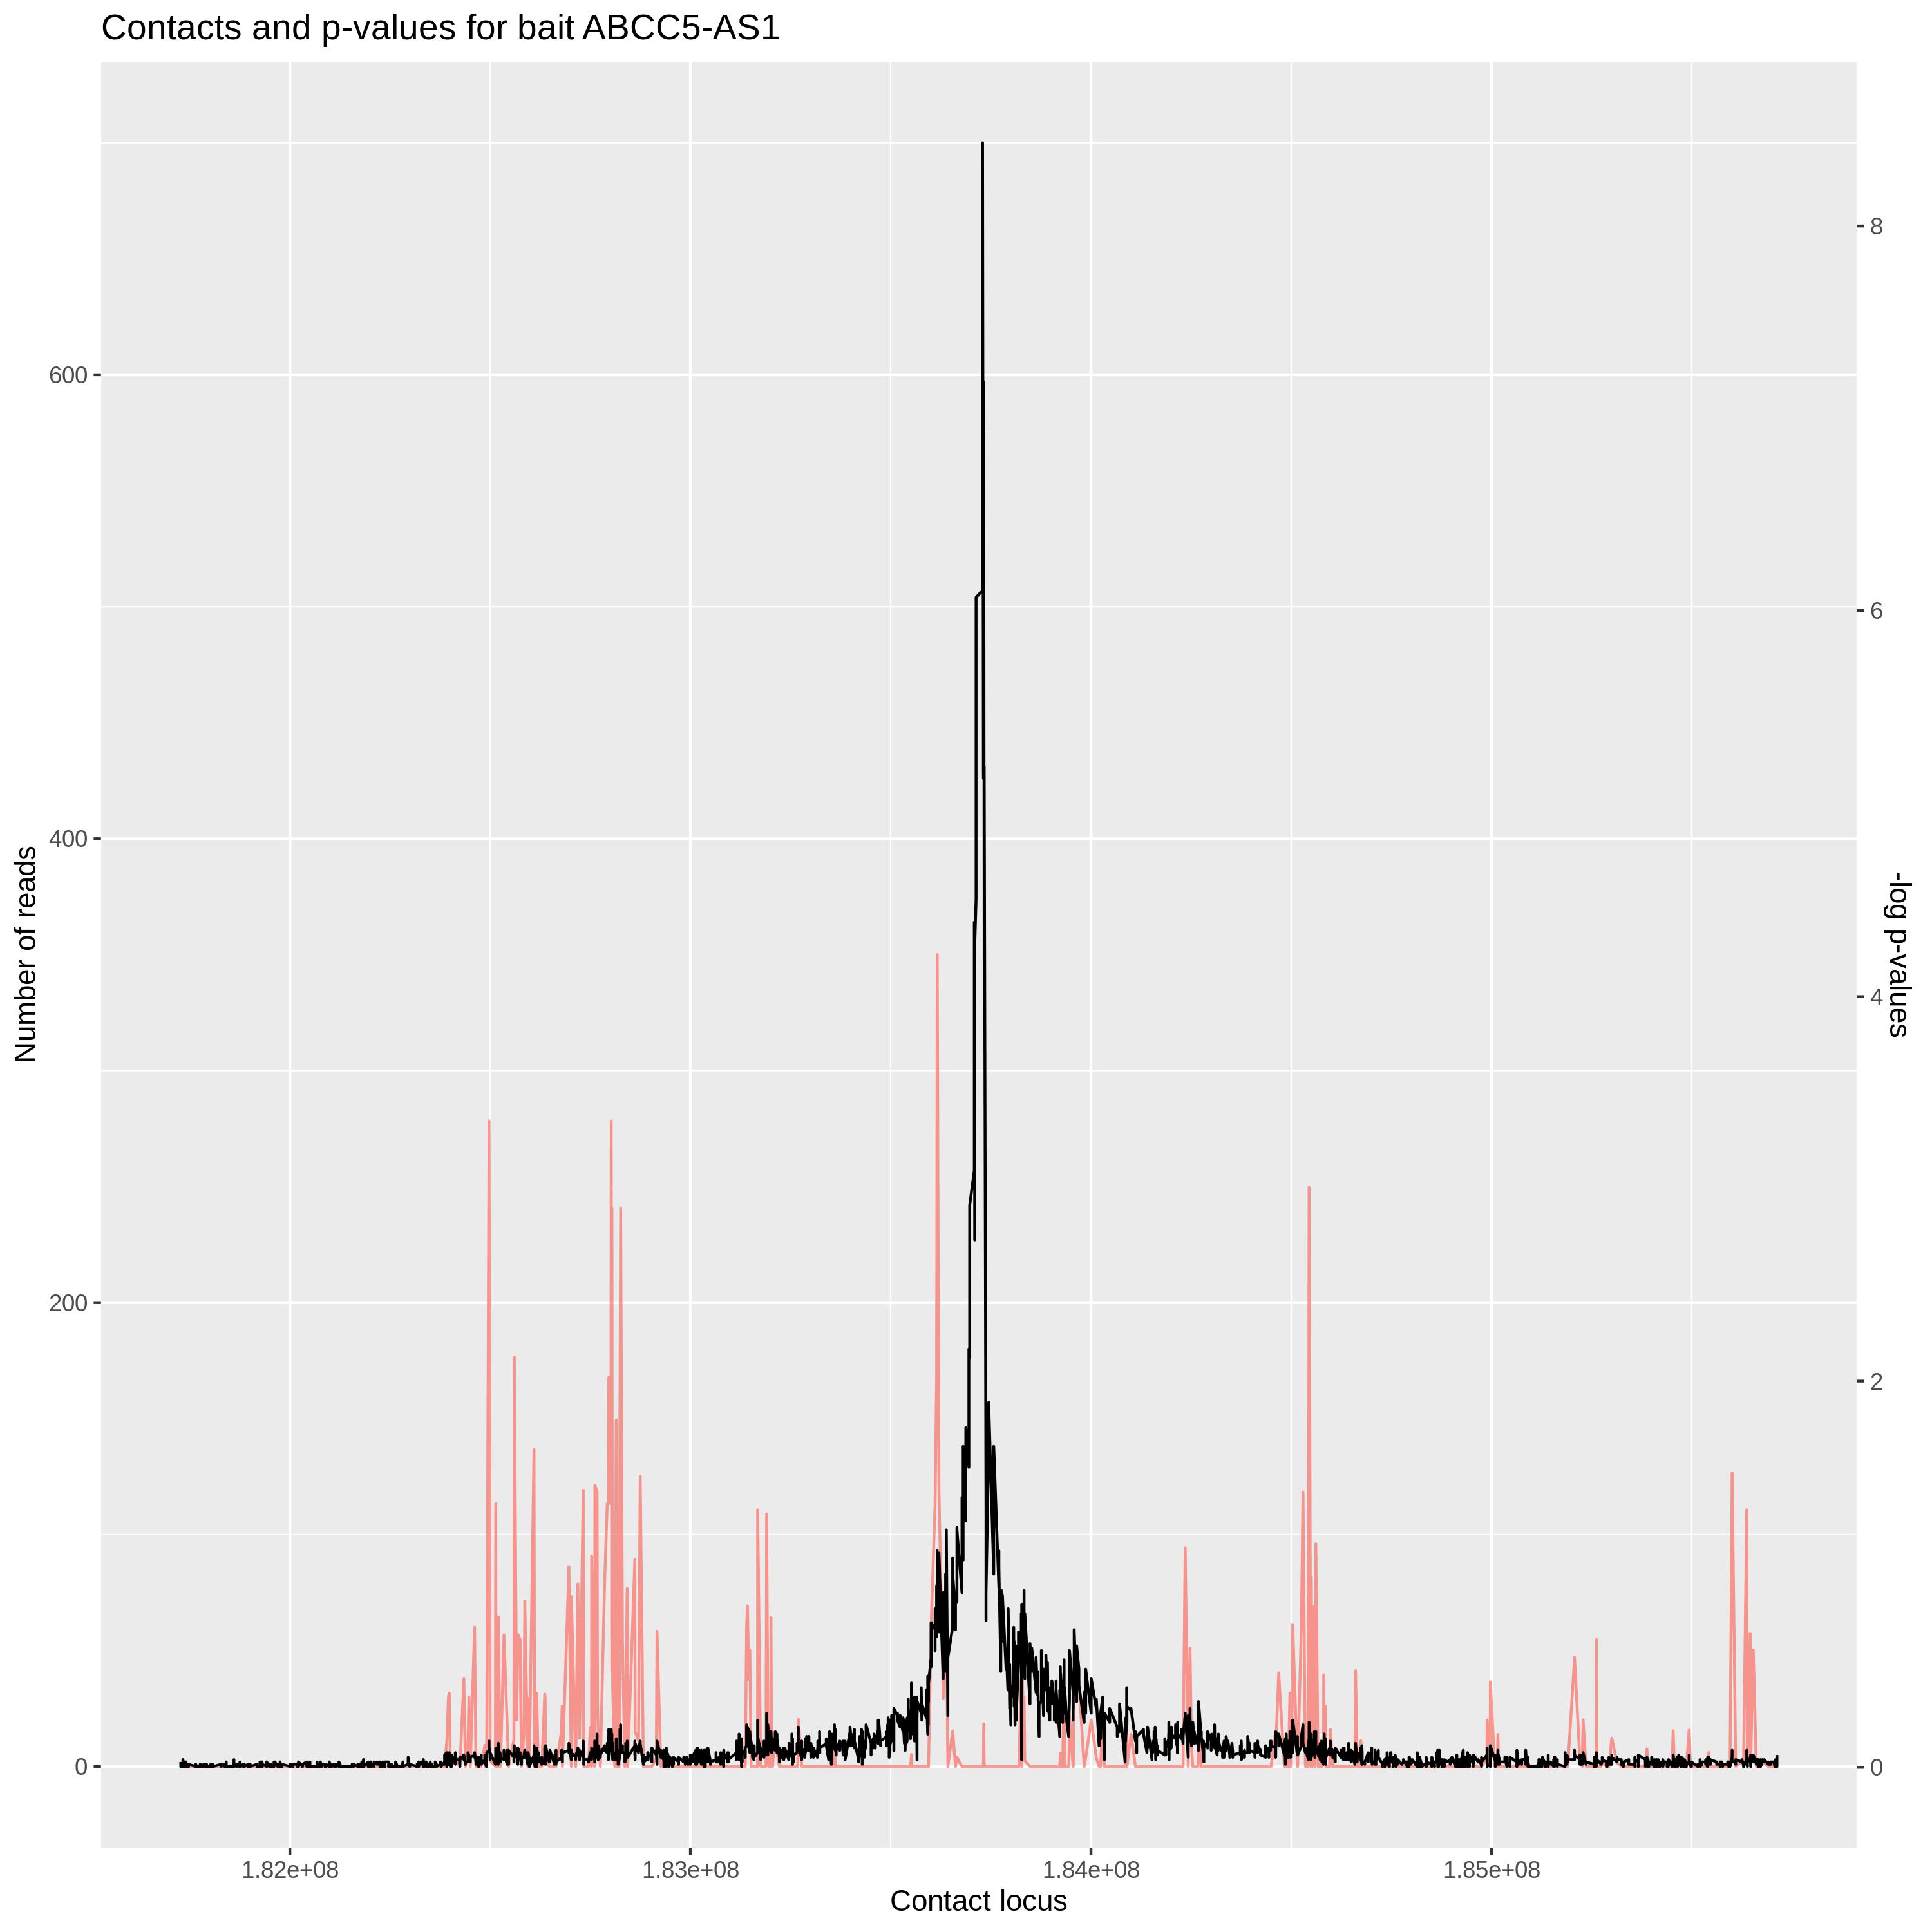 Contacts and p-values for bait ABCC5-AS1
8
600
6
400
Number of reads
-log p-values
4
200
2
0
0
1.82e+08 1.83e+08 1.84e+08 1.85e+08
Contact locus